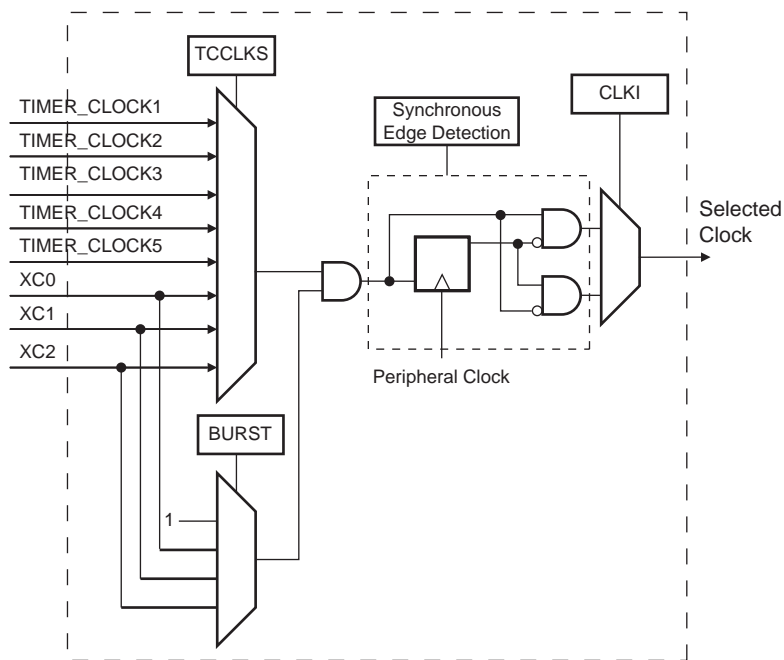 TCCLKS
TIMER_CLOCK1
TIMER_CLOCK2
TIMER_CLOCK3
TIMER_CLOCK4
TIMER_CLOCK5
XC0
XC1
XC2
Synchronous
Edge Detection
CLKI
Selected
Clock
Peripheral Clock
BURST
1